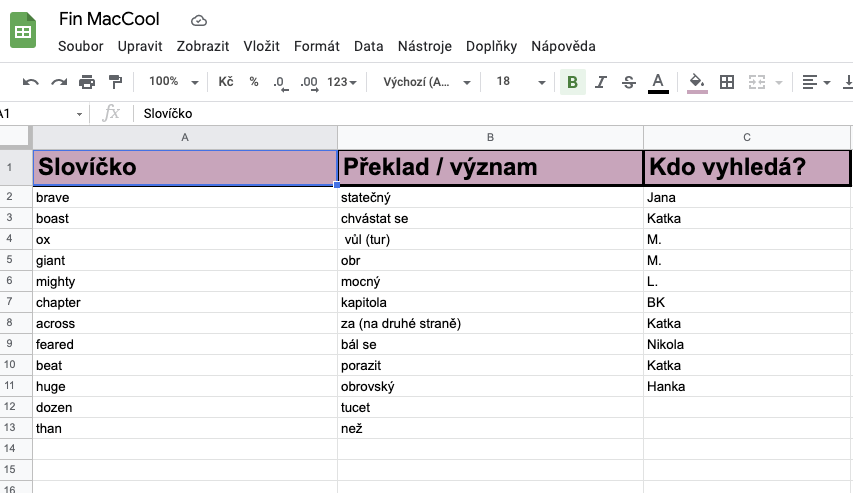 Fin MacCool
Soubor Upravit Zobrazit Vložit Formát Data Nástroje Doplňky Nápověda
100% Kč % .0 .00 123 Výchozí (A... 18 B I S A
A1 fx Slovíčko
A B C
1 Slovíčko Překlad / význam Kdo vyhledá?
2 brave statečný Jana
3 boast chvástat se Katka
4 ox vůl (tur) M.
5 giant obr M.
6 mighty mocný L.
7 chapter kapitola BK
8 across za (na druhé straně) Katka
9 feared bál se Nikola
10 beat porazit Katka
11 huge obrovský Hanka
12 dozen tucet
13 than než
14
15
16